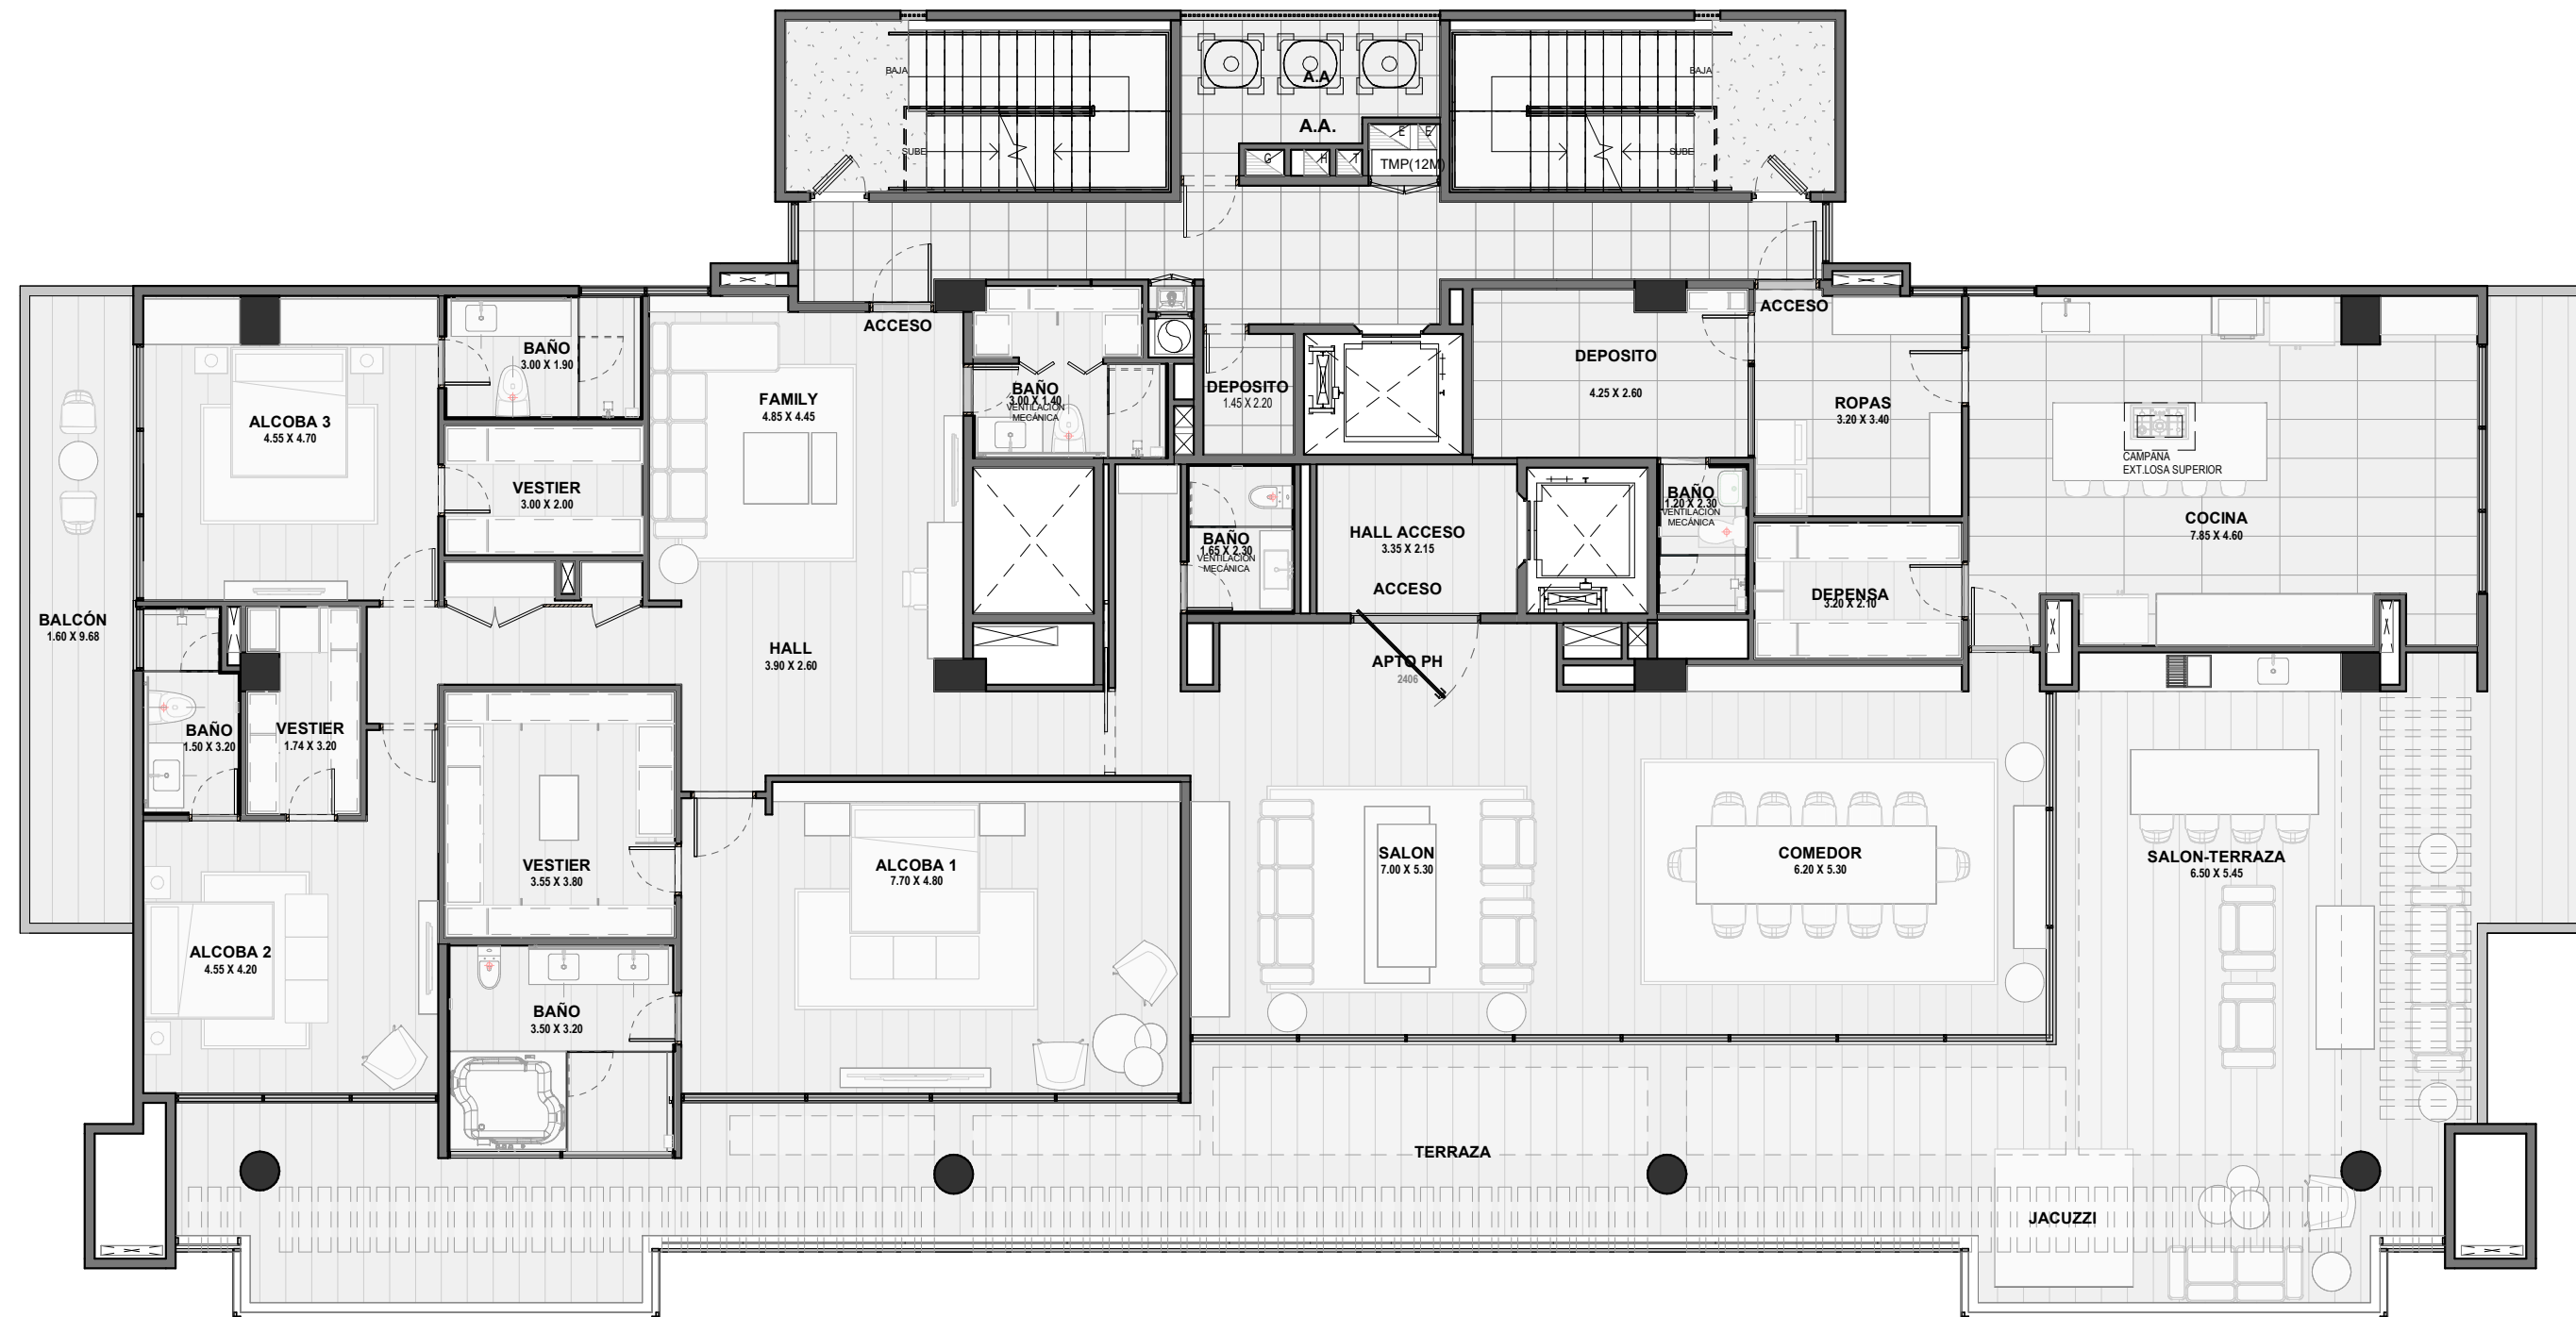 BAJA
A.A
BAJA
A.A.
E
E
SUBE
G
H
T
TMP(12M)
SUBE
ACCESO
ACCESO
BAÑO
3.00 X 1.90
DEPOSITO
4.25 X 2.60
FAMILY
4.85 X 4.45
BAÑO
3.00 X 1.40
VENTILACIÓN
MECÁNICA
DEPOSITO
1.45 X 2.20
ROPAS
3.20 X 3.40
ALCOBA 3
4.55 X 4.70
CAMPANA
EXT.LOSA SUPERIOR
VESTIER
3.00 X 2.00
BAÑO
1.20 X 2.30
VENTILACIÓN
MECÁNICA
COCINA
7.85 X 4.60
BAÑO
1.65 X 2.30
VENTILACIÓN
MECÁNICA
HALL ACCESO
3.35 X 2.15
ACCESO
DEPENSA
3.20 X 2.10
BALCÓN
1.60 X 9.68
HALL
3.90 X 2.60
APTO PH
2406
BAÑO
1.50 X 3.20
VESTIER
1.74 X 3.20
VESTIER
3.55 X 3.80
ALCOBA 1
7.70 X 4.80
SALON
7.00 X 5.30
COMEDOR
6.20 X 5.30
SALON-TERRAZA
6.50 X 5.45
ALCOBA 2
4.55 X 4.20
BAÑO
3.50 X 3.20
TERRAZA
JACUZZI